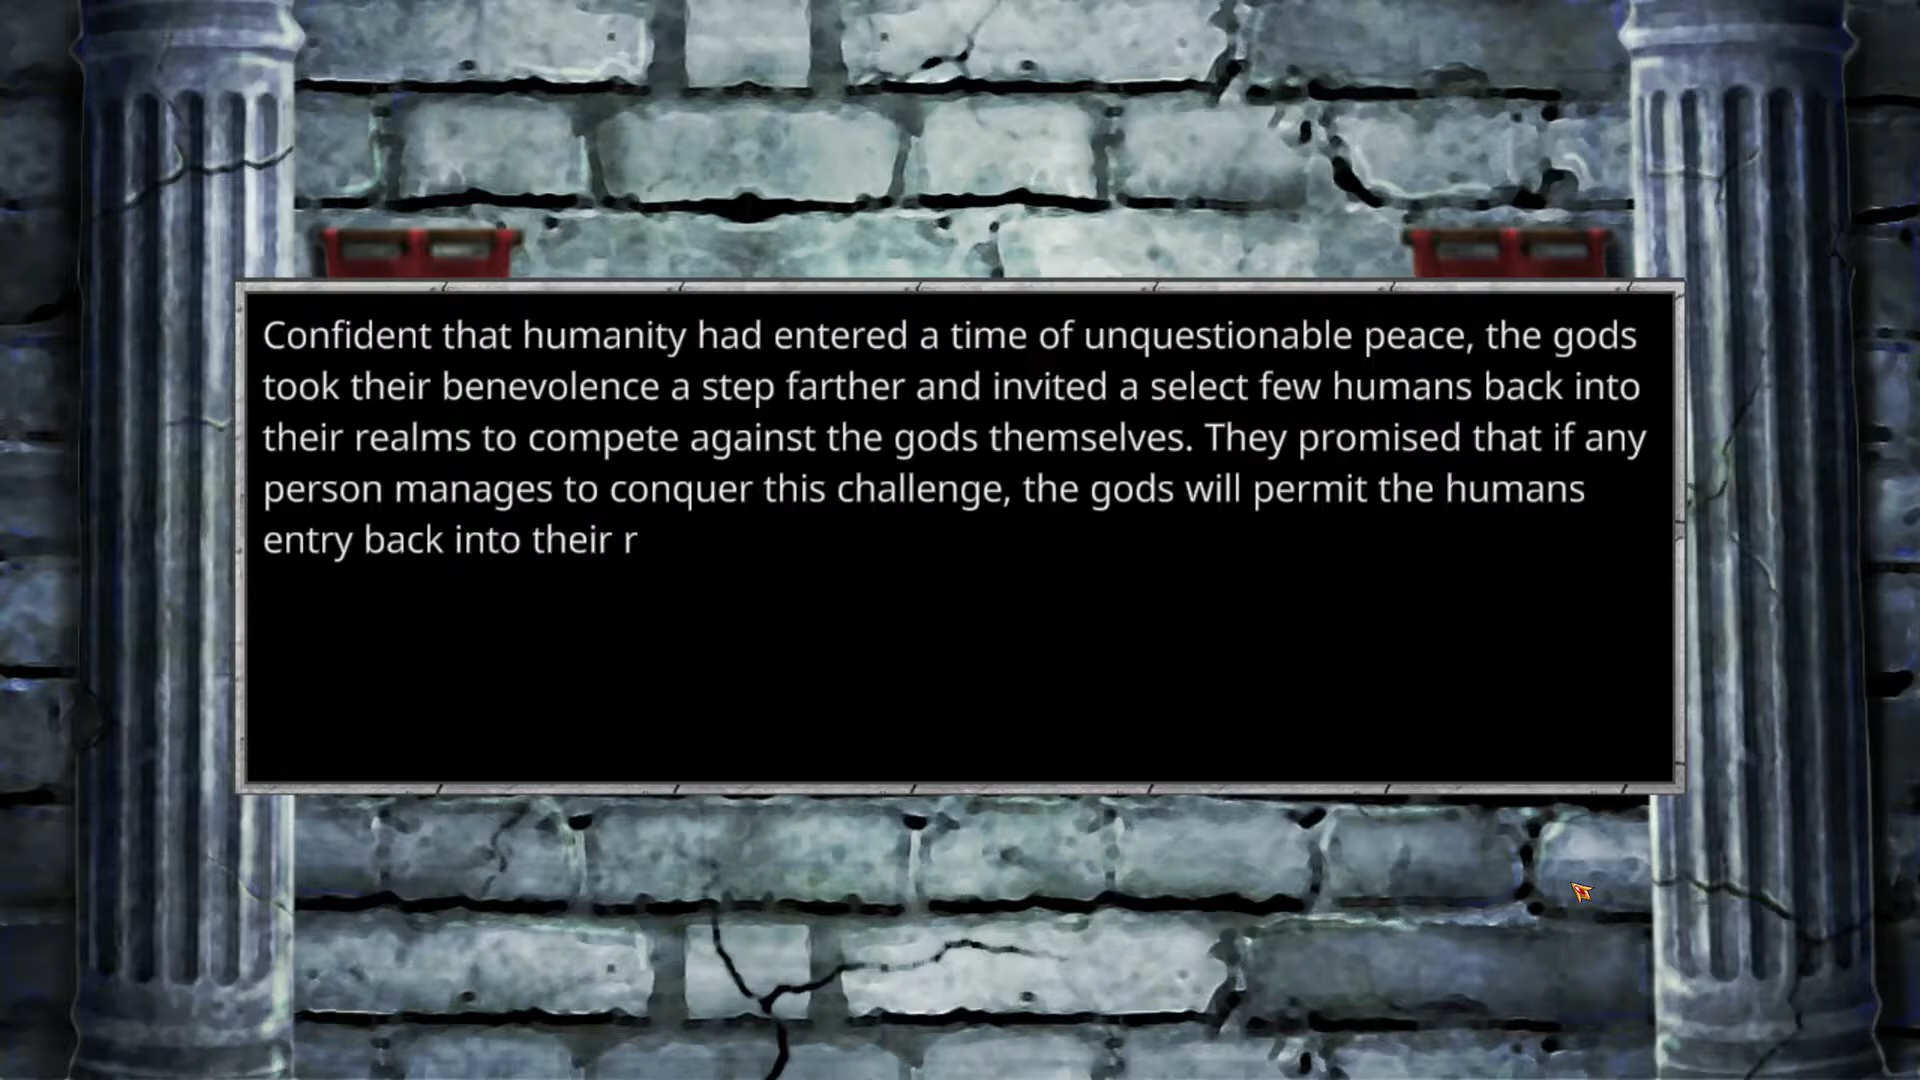 Confident that humanity had entered a time of unquestionable peace, the gods
took their benevolence a step farther and invited a select few humans back into
their realms to compete against the gods themselves. They promised that if any
person manages to conquer this challenge, the gods will permit the humans
entry back into their r